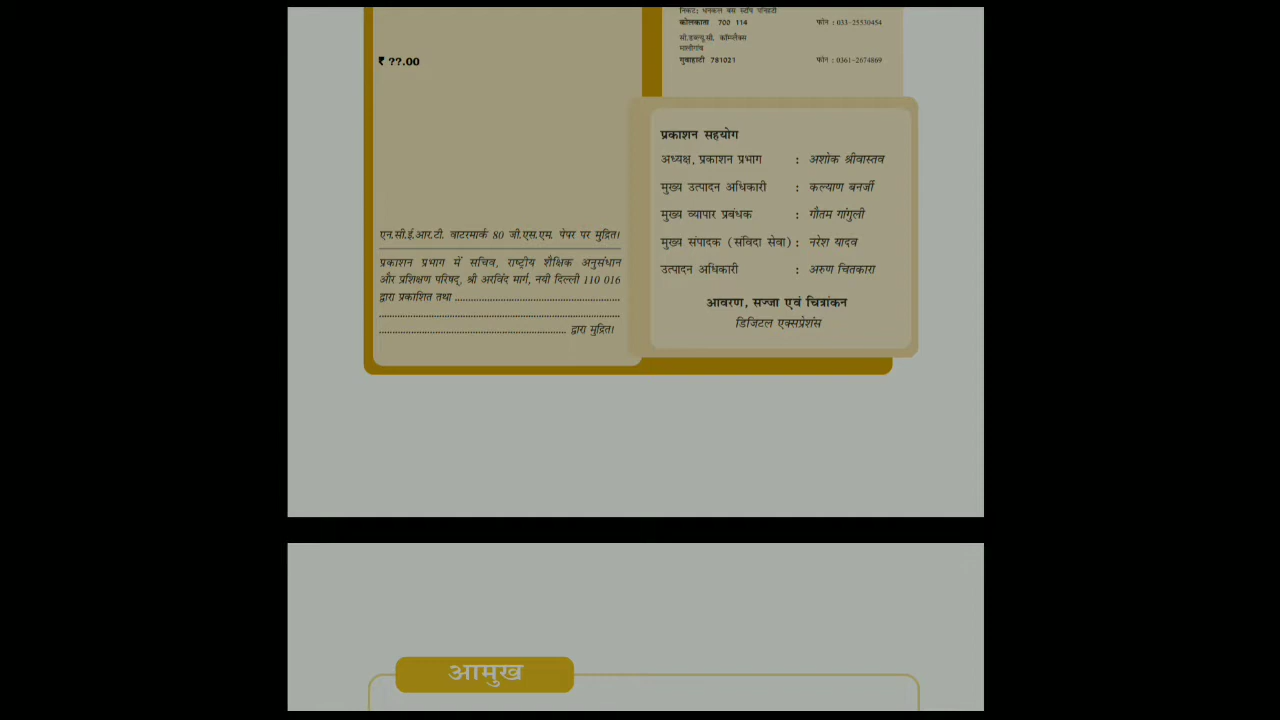 निकट: धनकल बस स्टॉप पनिहटी
कोलकाता 700 114 फोन : 033-25530454
सी.डब्ल्यू.सी. कॉम्प्लैक्स
मालीगांव
गुवाहाटी 781021 फोन : 0361-2674869
₹ ??.00
एन.सी.ई.आर.टी. वाटरमार्क 80 जी.एस.एम. पेपर पर मुद्रित।
प्रकाशन प्रभाग में सचिव, राष्ट्रीय शैक्षिक अनुसंधान
और प्रशिक्षण परिषद्, श्री अरविंद मार्ग, नयी दिल्ली 110 016
द्वारा प्रकाशित तथा ..................................................
..........................................................................
......................................................... द्वारा मुद्रित।
प्रकाशन सहयोग
अध्यक्ष, प्रकाशन प्रभाग : अशोक श्रीवास्तव
मुख्य उत्पादन अधिकारी : कल्याण बनर्जी
मुख्य व्यापार प्रबंधक : गौतम गांगुली
मुख्य संपादक (संविदा सेवा) : नरेश यादव
उत्पादन अधिकारी : अरुण चितकारा
आवरण, सज्जा एवं चित्रांकन
डिजिटल एक्सप्रेशंस
आमुख